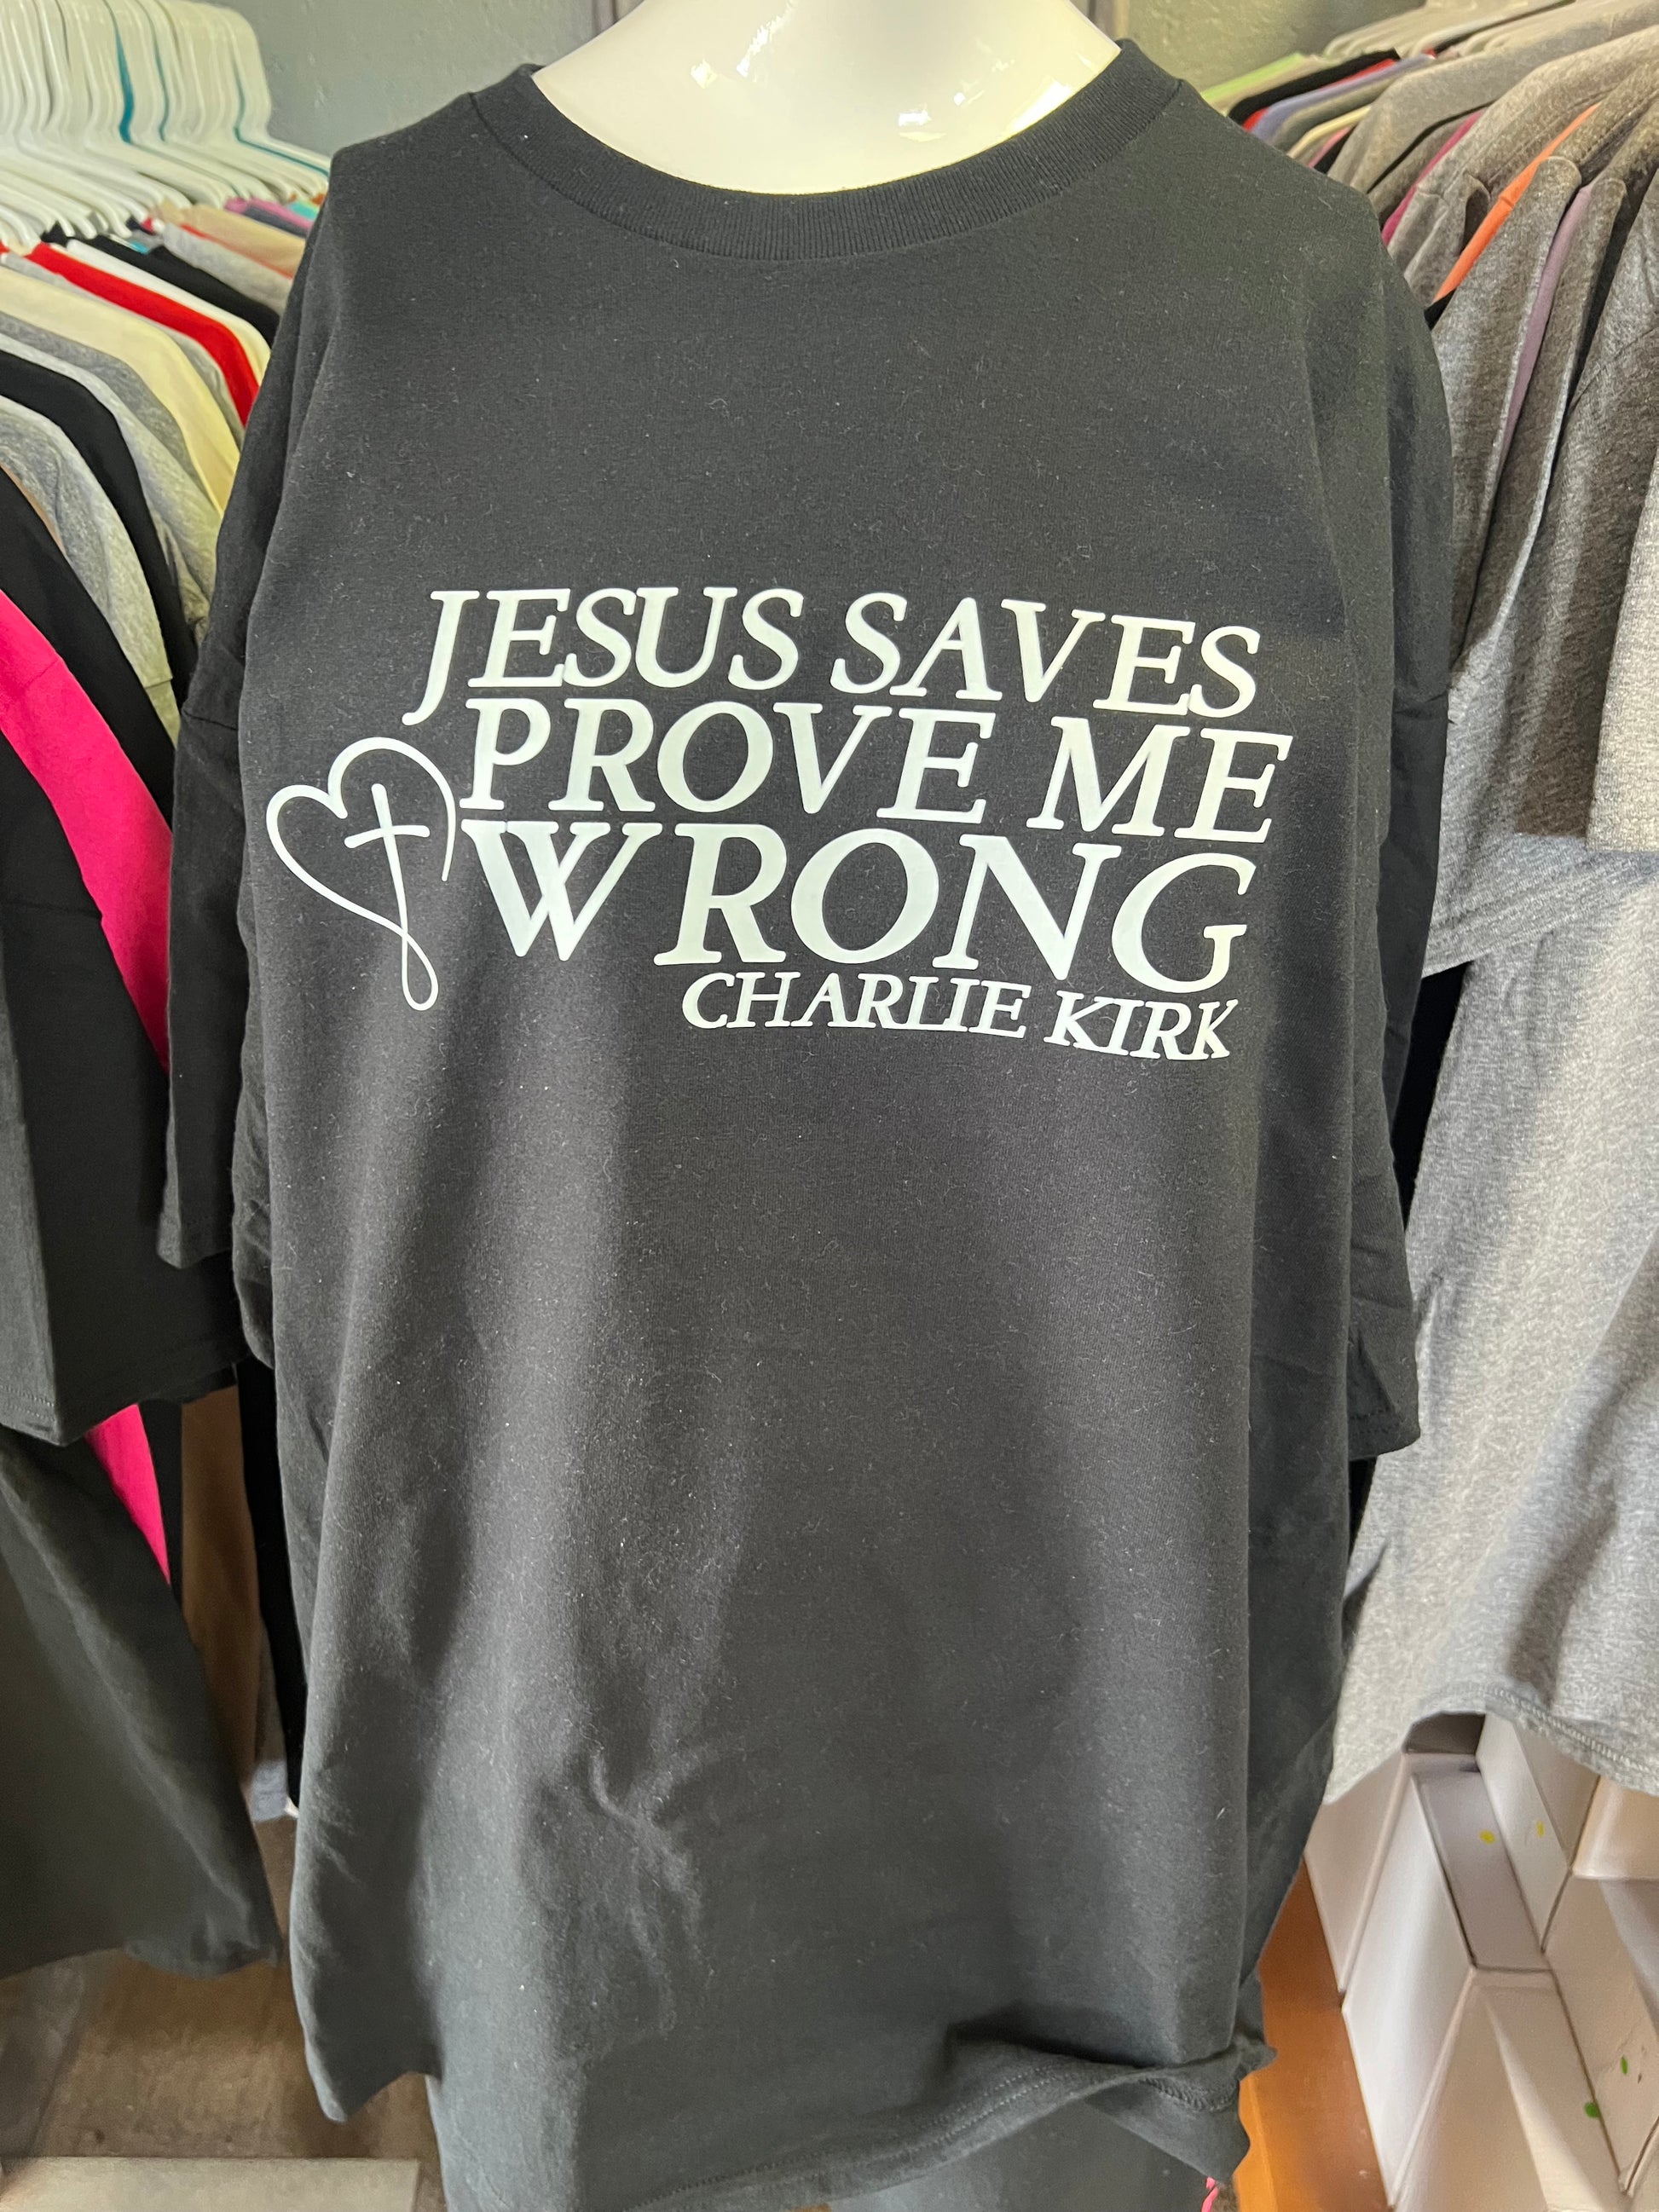 JESUS SAVES
PROVE ME
WRONG
CHARLIE KIRK